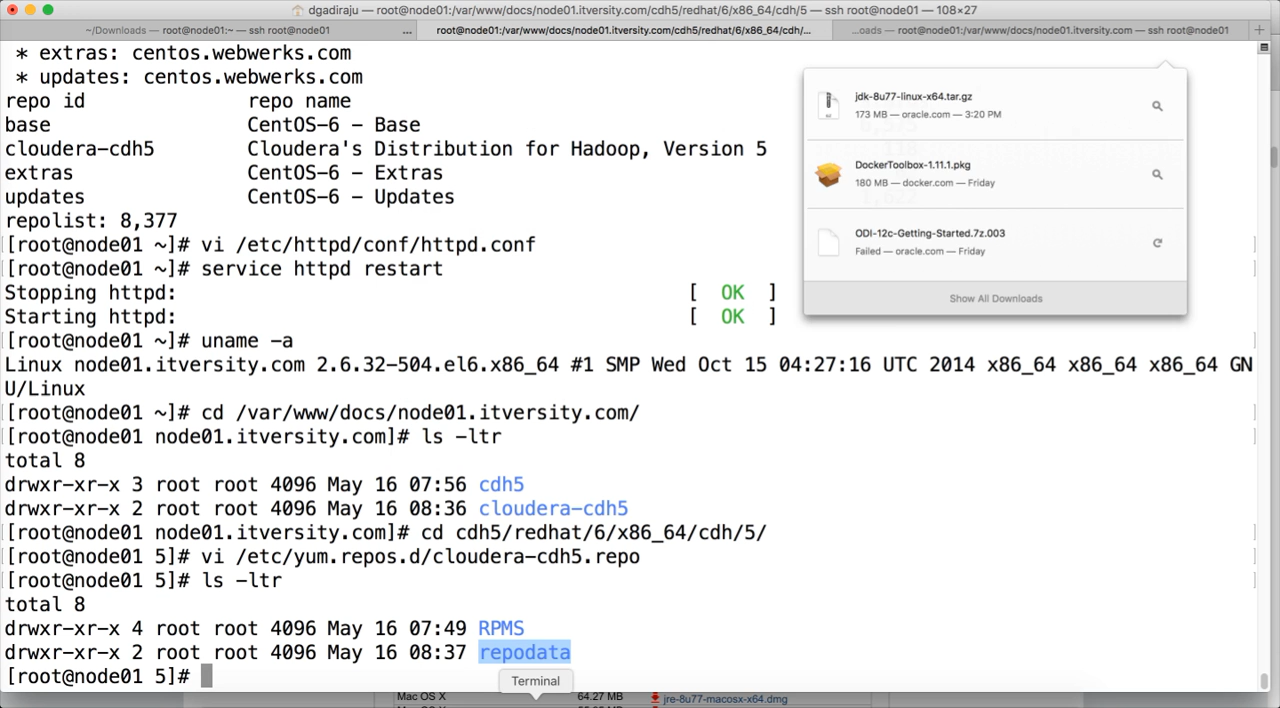 dgadiraju — root@node01:/var/www/docs/node01.itversity.com/cdh5/redhat/6/x86_64/cdh/5 — ssh root@node01 — 108×27
~/Downloads — root@node01:~ — ssh root@node01 ...
root@node01:/var/www/docs/node01.itversity.com/cdh5/redhat/6/x86_64/cdh/...
...oads — root@node01:/var/www/docs/node01.itversity.com — ssh root@node01
* extras: centos.webwerks.com
* updates: centos.webwerks.com
repo id repo name
base CentOS-6 - Base
cloudera-cdh5 Cloudera's Distribution for Hadoop, Version 5
extras CentOS-6 - Extras
updates CentOS-6 - Updates
repolist: 8,377
[root@node01 ~]# vi /etc/httpd/conf/httpd.conf
[root@node01 ~]# service httpd restart
Stopping httpd: [ OK ]
Starting httpd: [ OK ]
[root@node01 ~]# uname -a
Linux node01.itversity.com 2.6.32-504.el6.x86_64 #1 SMP Wed Oct 15 04:27:16 UTC 2014 x86_64 x86_64 x86_64 GN
U/Linux
[root@node01 ~]# cd /var/www/docs/node01.itversity.com/
[root@node01 node01.itversity.com]# ls -ltr
total 8
drwxr-xr-x 3 root root 4096 May 16 07:56 cdh5
drwxr-xr-x 2 root root 4096 May 16 08:36 cloudera-cdh5
[root@node01 node01.itversity.com]# cd cdh5/redhat/6/x86_64/cdh/5/
[root@node01 5]# vi /etc/yum.repos.d/cloudera-cdh5.repo
[root@node01 5]# ls -ltr
total 8
drwxr-xr-x 4 root root 4096 May 16 07:49 RPMS
drwxr-xr-x 2 root root 4096 May 16 08:37 repodata
[root@node01 5]#
jdk-8u77-linux-x64.tar.gz
173 MB — oracle.com — 3:20 PM
DockerToolbox-1.11.1.pkg
180 MB — docker.com — Friday
ODI-12c-Getting-Started.7z.003
Failed — oracle.com — Friday
Show All Downloads
Terminal
Mac OS X 64.27 MB jre-8u77-macosx-x64.dmg